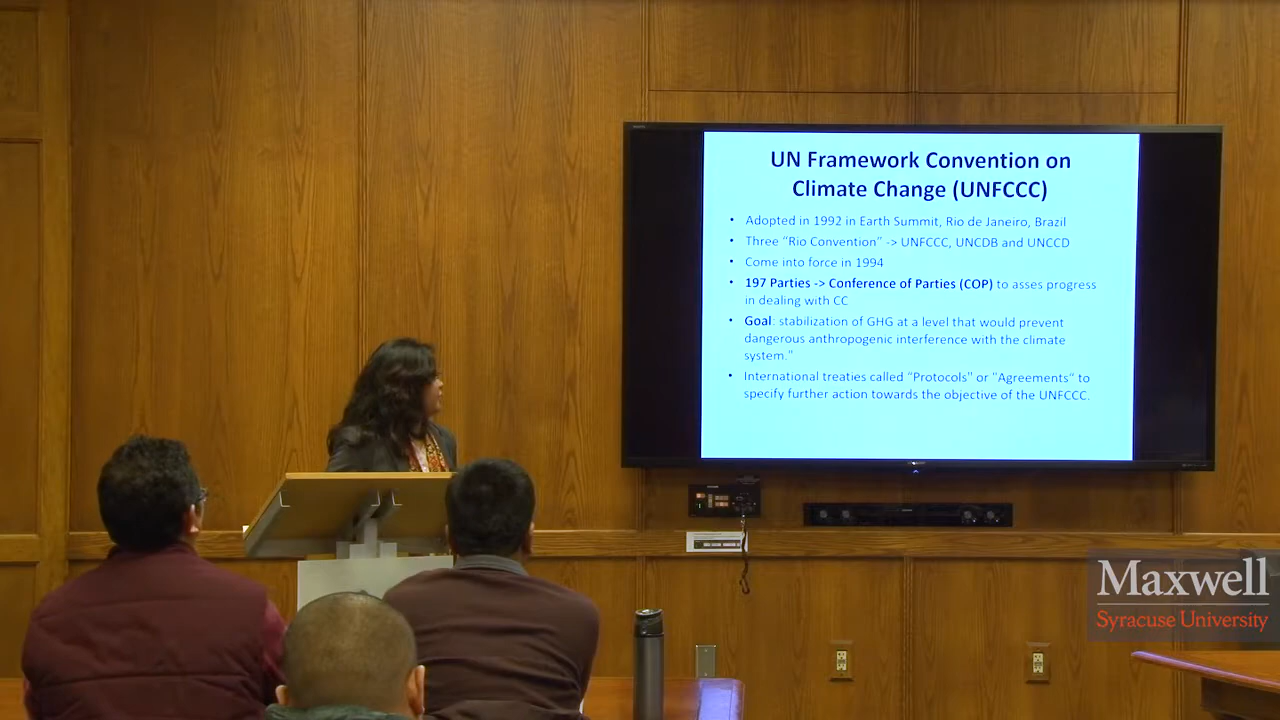 UN Framework Convention on
Climate Change (UNFCCC)
• Adopted in 1992 in Earth Summit, Rio de Janeiro, Brazil
• Three “Rio Convention” -> UNFCCC, UNCDB and UNCCD
• Come into force in 1994
• 197 Parties -> Conference of Parties (COP) to asses progress
in dealing with CC
• Goal: stabilization of GHG at a level that would prevent
dangerous anthropogenic interference with the climate
system."
• International treaties called “Protocols" or "Agreements“ to
specify further action towards the objective of the UNFCCC.
Maxwell
Syracuse University